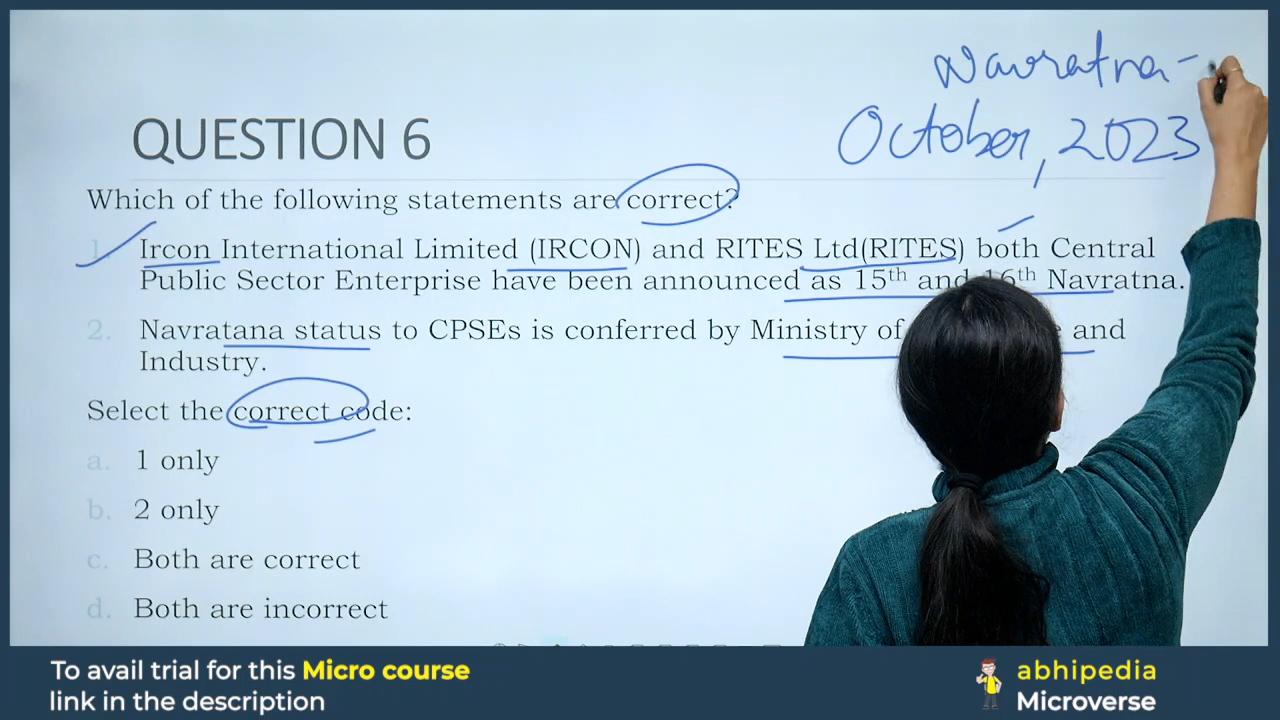 Navratna -
October, 2023
QUESTION 6
Which of the following statements are correct?
1. Ircon International Limited (IRCON) and RITES Ltd(RITES) both Central
Public Sector Enterprise have been announced as 15th and 16th Navratna.
2. Navratana status to CPSEs is conferred by Ministry of and
Industry.
Select the correct code:
a. 1 only
b. 2 only
c. Both are correct
d. Both are incorrect
To avail trial for this Micro course
link in the description
abhipedia
Microverse